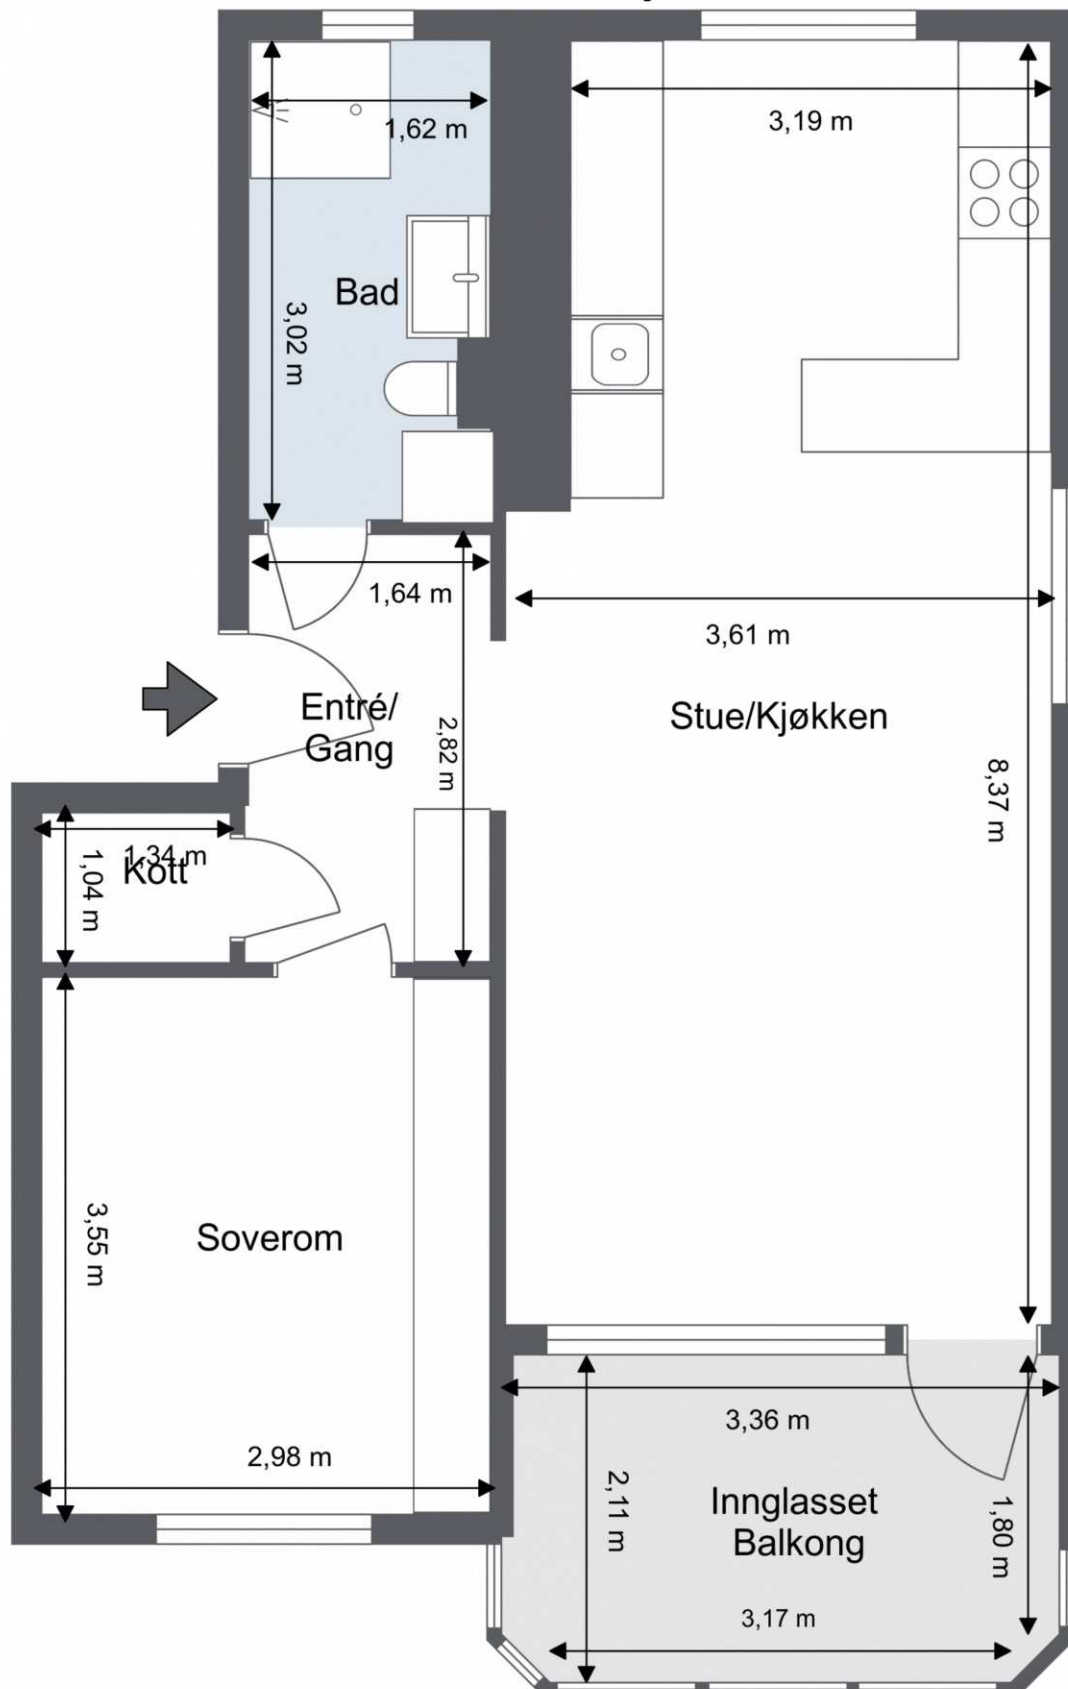 1,62 m
3,19 m
Bad
3,02 m
1,64 m
3,61 m
Entré/
Gang
2,82 m
Stue/Kjøkken
8,37 m
1,34 m
Kott
1,04 m
3,55 m
Soverom
2,98 m
3,36 m
2,11 m
Innglasset
Balkong
1,80 m
3,17 m